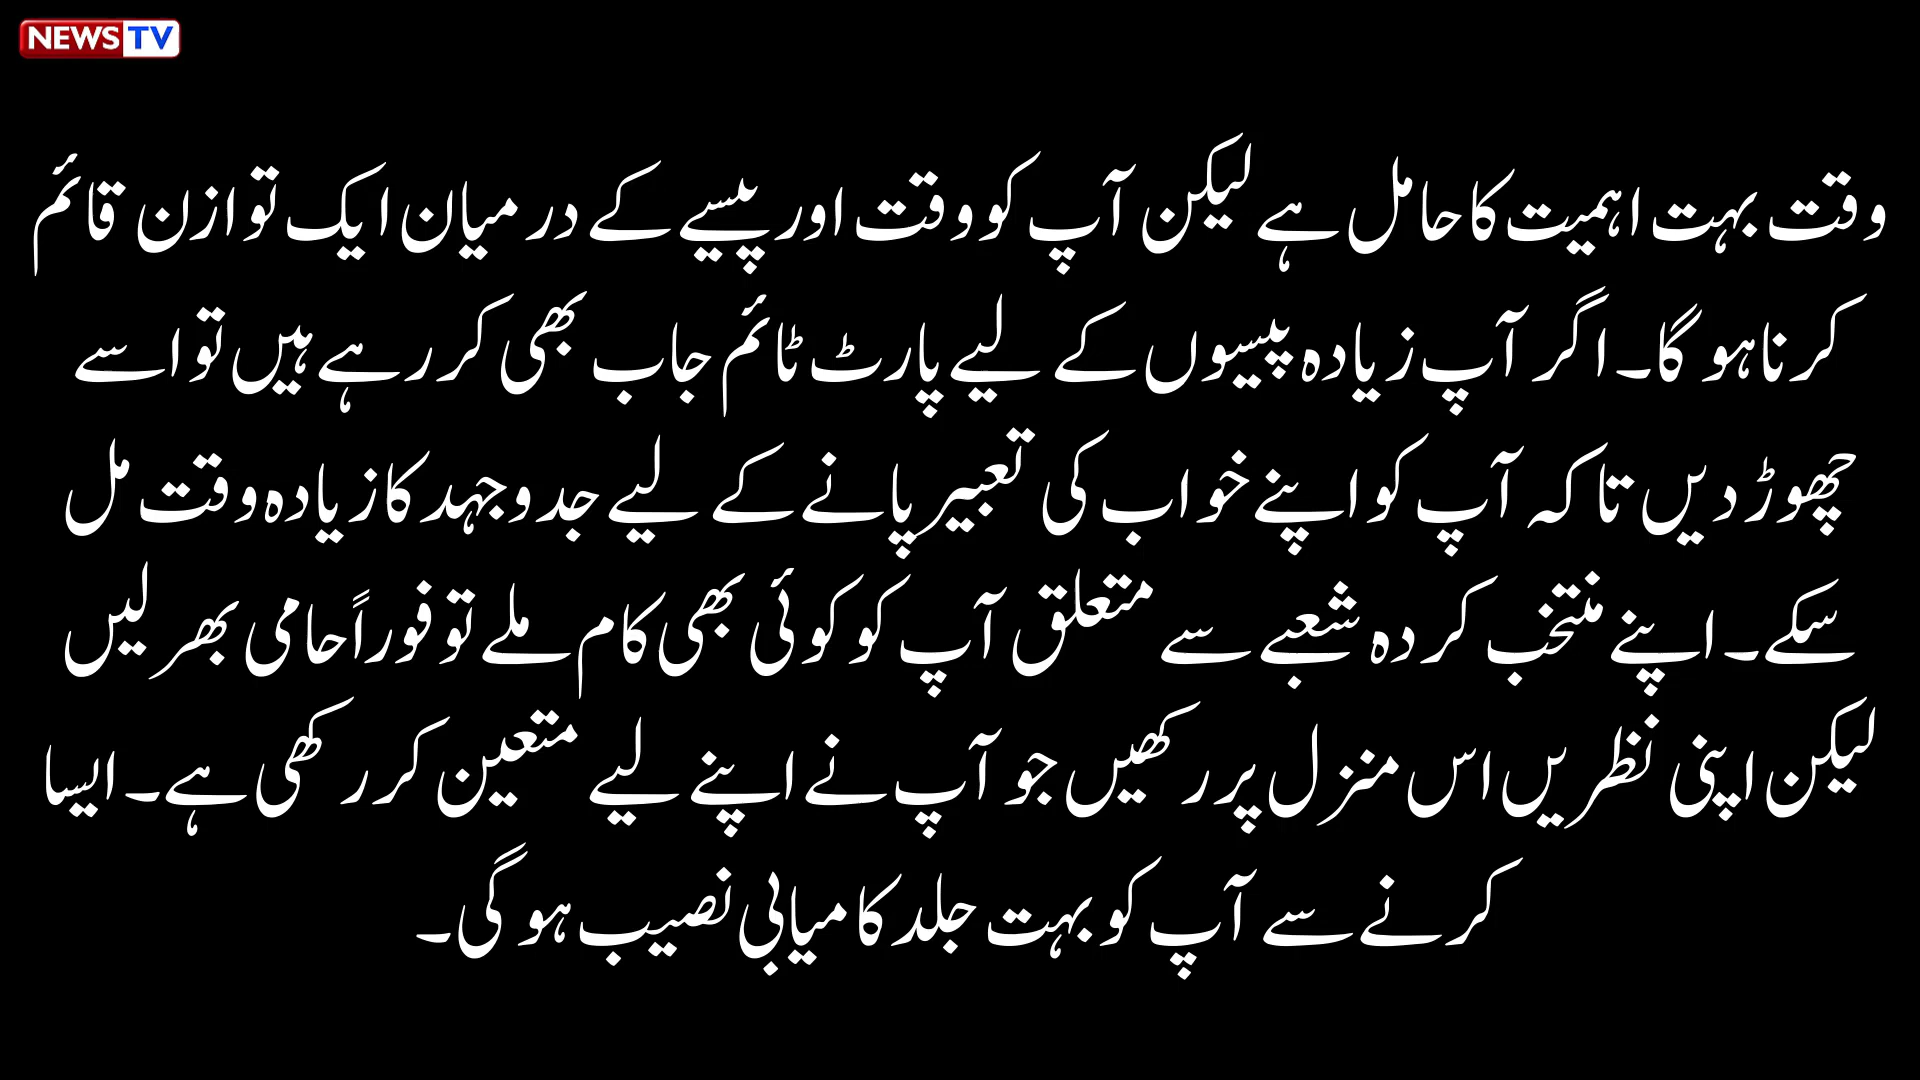 NEWS TV
وقت بہت اہمیت کا حامل ہے لیکن آپ کو وقت اور پیسے کے درمیان ایک توازن قائم
کرنا ہو گا۔ اگر آپ زیادہ پیسوں کے لیے پارٹ ٹائم جاب بھی کر رہے ہیں تو اسے
چھوڑ دیں تاکہ آپ کو اپنے خواب کی تعبیر پانے کے لیے جدوجہد کا زیادہ وقت مل
سکے۔ اپنے منتخب کردہ شعبے سے متعلق آپ کو کوئی بھی کام ملے تو فوراً حامی بھر لیں
لیکن اپنی نظریں اس منزل پر رکھیں جو آپ نے اپنے لیے متعین کر رکھی ہے۔ ایسا
کرنے سے آپ کو بہت جلد کامیابی نصیب ہو گی۔